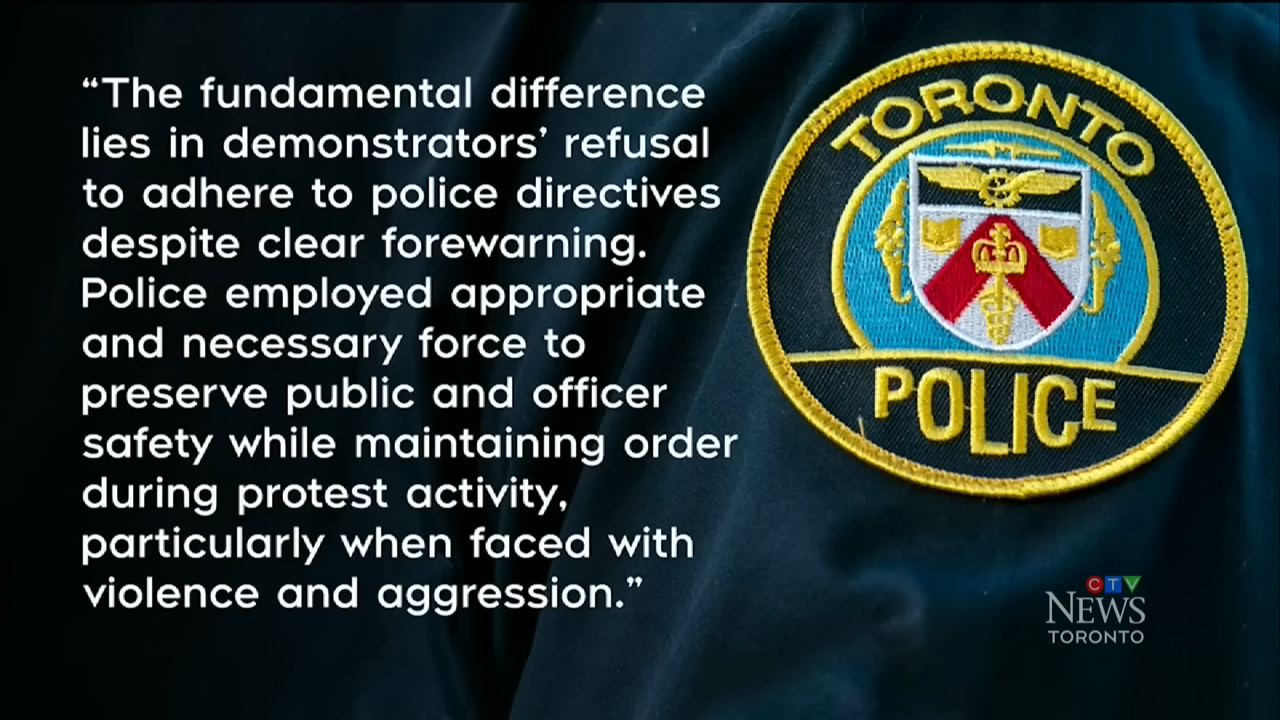 “The fundamental difference
lies in demonstrators’ refusal
to adhere to police directives
despite clear forewarning.
Police employed appropriate
and necessary force to
preserve public and officer
safety while maintaining order
during protest activity,
particularly when faced with
violence and aggression.”
TORONTO
POLICE
CTV
NEWS
TORONTO